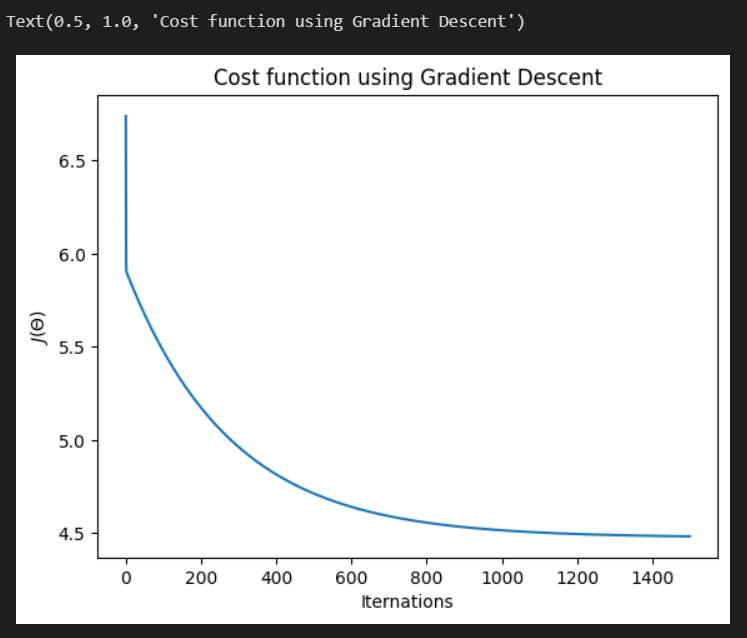 Text(0.5, 1.0, 'Cost function using Gradient Descent')
Cost function using Gradient Descent
6.5
6.0
5.5
5.0
4.5
J(Θ)
0 200 400 600 800 1000 1200 1400
Iternations